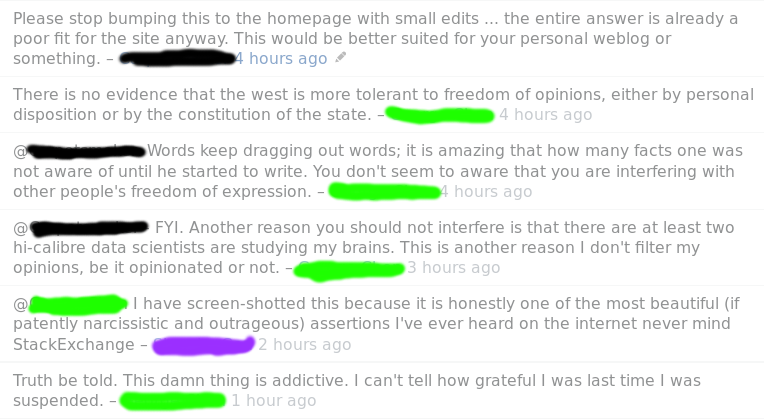 Please stop bumping this to the homepage with small edits ... the entire answer is already a
poor fit for the site anyway. This would be better suited for your personal weblog or
something. – 4 hours ago
There is no evidence that the west is more tolerant to freedom of opinions, either by personal
disposition or by the constitution of the state. – 4 hours ago
@ Words keep dragging out words; it is amazing that how many facts one was
not aware of until he started to write. You don't seem to aware that you are interfering with
other people's freedom of expression. – 4 hours ago
@ FYI. Another reason you should not interfere is that there are at least two
hi-calibre data scientists are studying my brains. This is another reason I don't filter my
opinions, be it opinionated or not. – 3 hours ago
@ I have screen-shotted this because it is honestly one of the most beautiful (if
patently narcissistic and outrageous) assertions I've ever heard on the internet never mind
StackExchange – 2 hours ago
Truth be told. This damn thing is addictive. I can't tell how grateful I was last time I was
suspended. – 1 hour ago